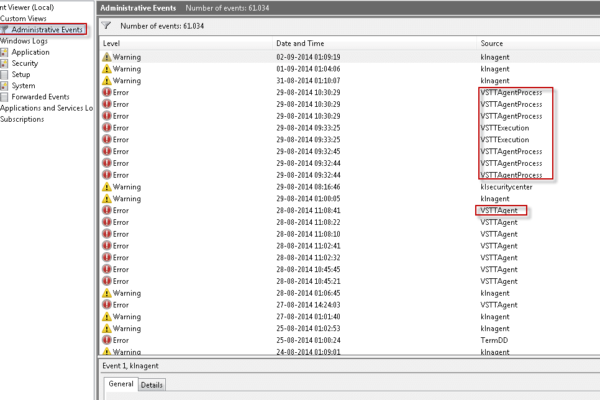 nt Viewer (Local)
Custom Views
Administrative Events
Windows Logs
Application
Security
Setup
System
Forwarded Events
Applications and Services Lo
Subscriptions
Administrative Events Number of events: 61.034
Number of events: 61.034
Level Date and Time Source
Warning 02-09-2014 01:09:19 klnagent
Warning 01-09-2014 01:04:06 klnagent
Warning 31-08-2014 01:10:07 klnagent
Error 29-08-2014 10:30:29 VSTTAgentProcess
Error 29-08-2014 10:30:29 VSTTAgentProcess
Error 29-08-2014 10:30:29 VSTTAgentProcess
Error 29-08-2014 09:33:25 VSTTExecution
Error 29-08-2014 09:33:25 VSTTExecution
Error 29-08-2014 09:32:45 VSTTAgentProcess
Error 29-08-2014 09:32:44 VSTTAgentProcess
Error 29-08-2014 09:32:44 VSTTAgentProcess
Warning 29-08-2014 08:16:46 klsecuritycenter
Warning 29-08-2014 01:00:05 klnagent
Error 28-08-2014 11:08:41 VSTTAgent
Error 28-08-2014 11:08:22 VSTTAgent
Error 28-08-2014 11:08:10 VSTTAgent
Error 28-08-2014 11:02:41 VSTTAgent
Error 28-08-2014 11:02:32 VSTTAgent
Error 28-08-2014 10:45:45 VSTTAgent
Error 28-08-2014 10:45:21 VSTTAgent
Warning 28-08-2014 01:06:45 klnagent
Error 27-08-2014 14:24:03 VSTTAgent
Warning 27-08-2014 01:01:40 klnagent
Warning 25-08-2014 01:02:53 klnagent
Error 25-08-2014 01:00:24 TermDD
Warning 24-08-2014 01:09:01 klnagent
Event 1, klnagent
General Details